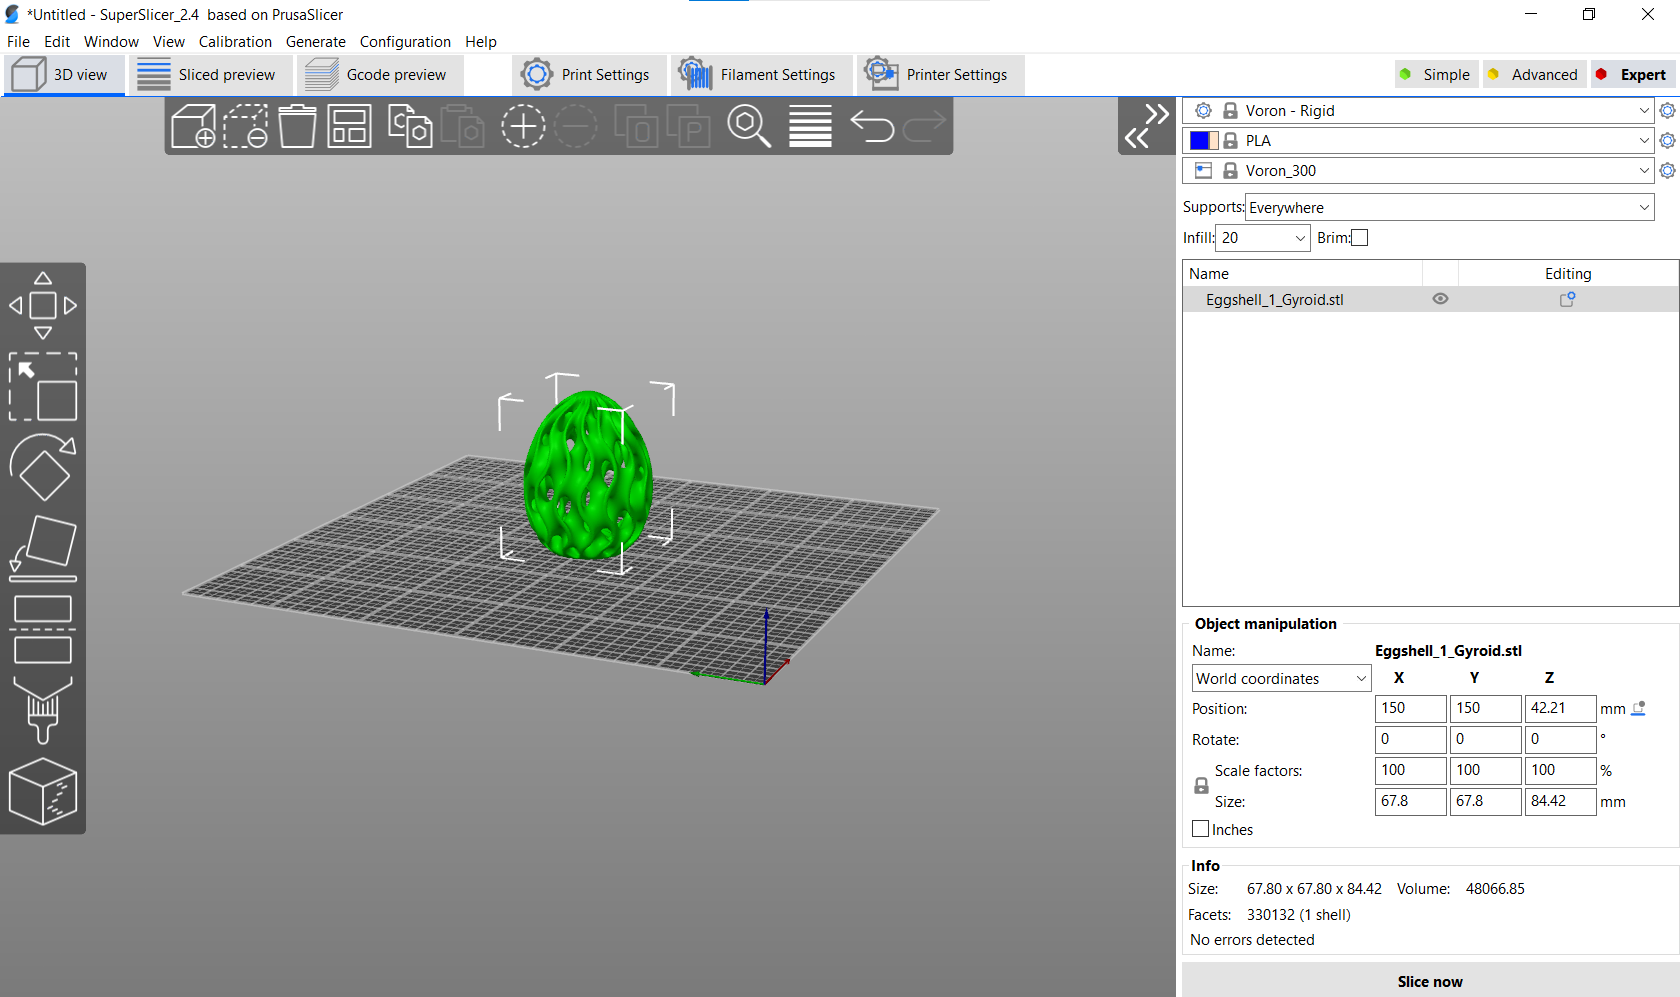 *Untitled - SuperSlicer_2.4 based on PrusaSlicer
File Edit Window View Calibration Generate Configuration Help
3D view Sliced preview Gcode preview Print Settings Filament Settings Printer Settings Simple Advanced Expert
Voron - Rigid
PLA
Voron_300
Supports: Everywhere
Infill: 20 Brim:
Name Editing
Eggshell_1_Gyroid.stl
Object manipulation
Name: Eggshell_1_Gyroid.stl
World coordinates X Y Z
Position: 150 150 42.21 mm
Rotate: 0 0 0 °
Scale factors: 100 100 100 %
Size: 67.8 67.8 84.42 mm
Inches
Info
Size: 67.80 x 67.80 x 84.42 Volume: 48066.85
Facets: 330132 (1 shell)
No errors detected
Slice now